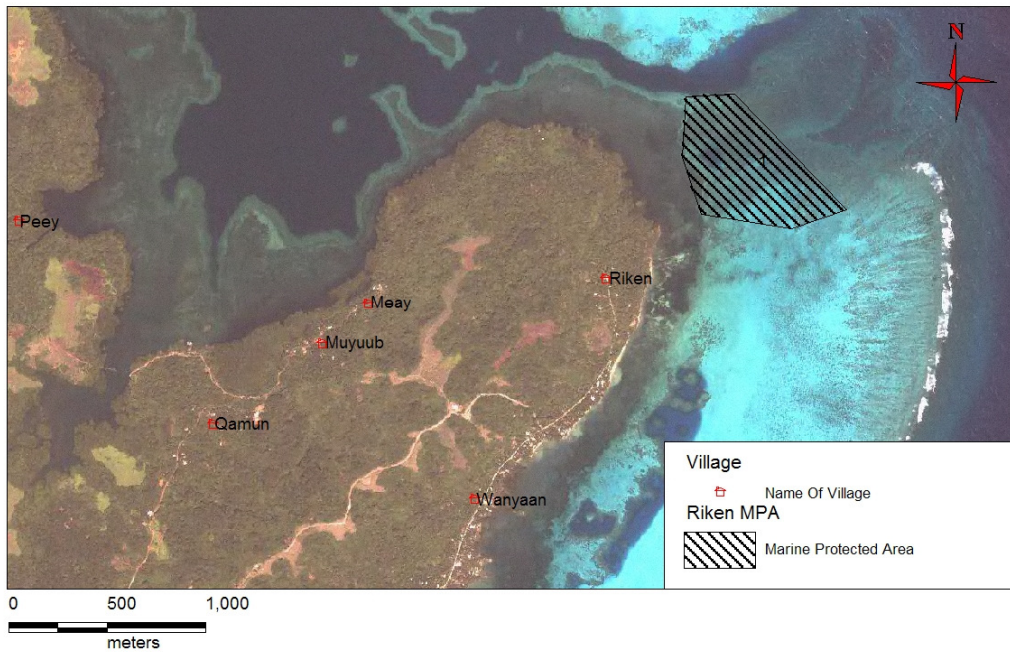 N
1
Peey
Riken
Meay
Muyuub
Qamun
Wanyaan
Village
Name Of Village
Riken MPA
Marine Protected Area
0 500 1,000
meters